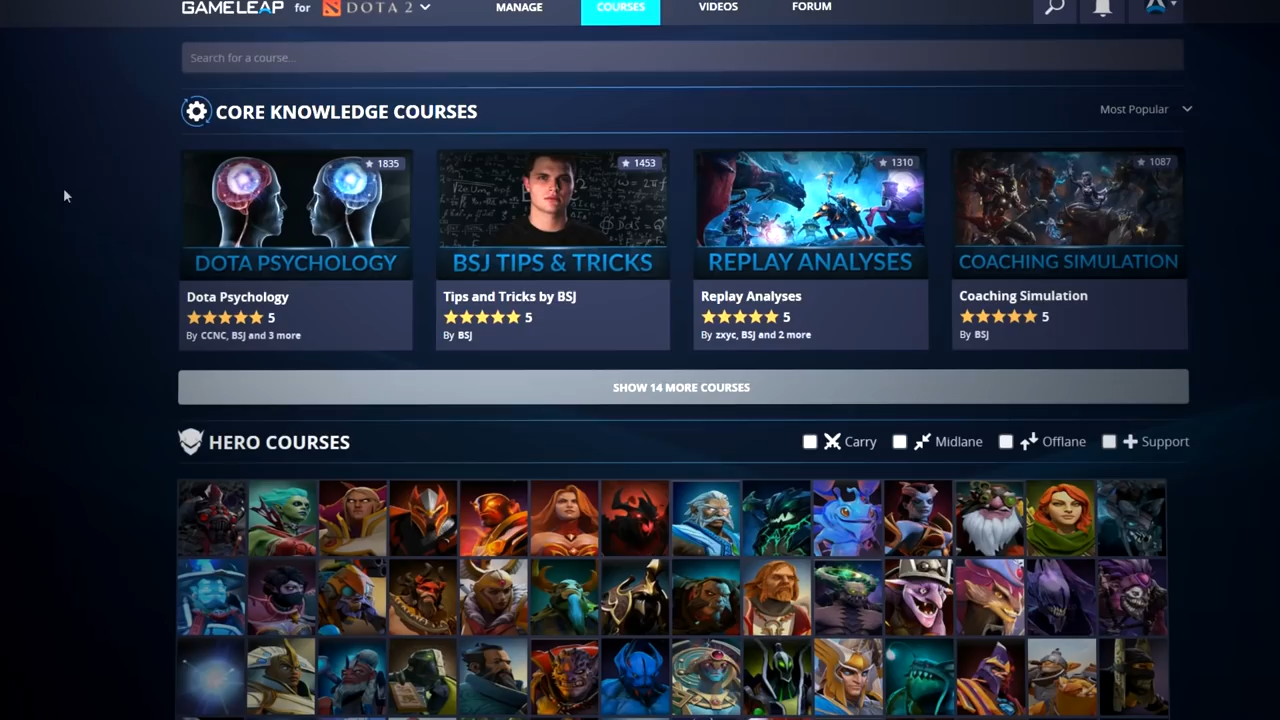 GAMELEAP for DOTA 2 MANAGE COURSES VIDEOS FORUM
Search for a course...
CORE KNOWLEDGE COURSES Most Popular
1835 1453 1310 1087
DOTA PSYCHOLOGY BSJ TIPS & TRICKS REPLAY ANALYSES COACHING SIMULATION
Dota Psychology Tips and Tricks by BSJ Replay Analyses Coaching Simulation
5 5 5 5
By CCNC, BSJ and 3 more By BSJ By zxyc, BSJ and 2 more By BSJ
SHOW 14 MORE COURSES
HERO COURSES Carry Midlane Offlane Support